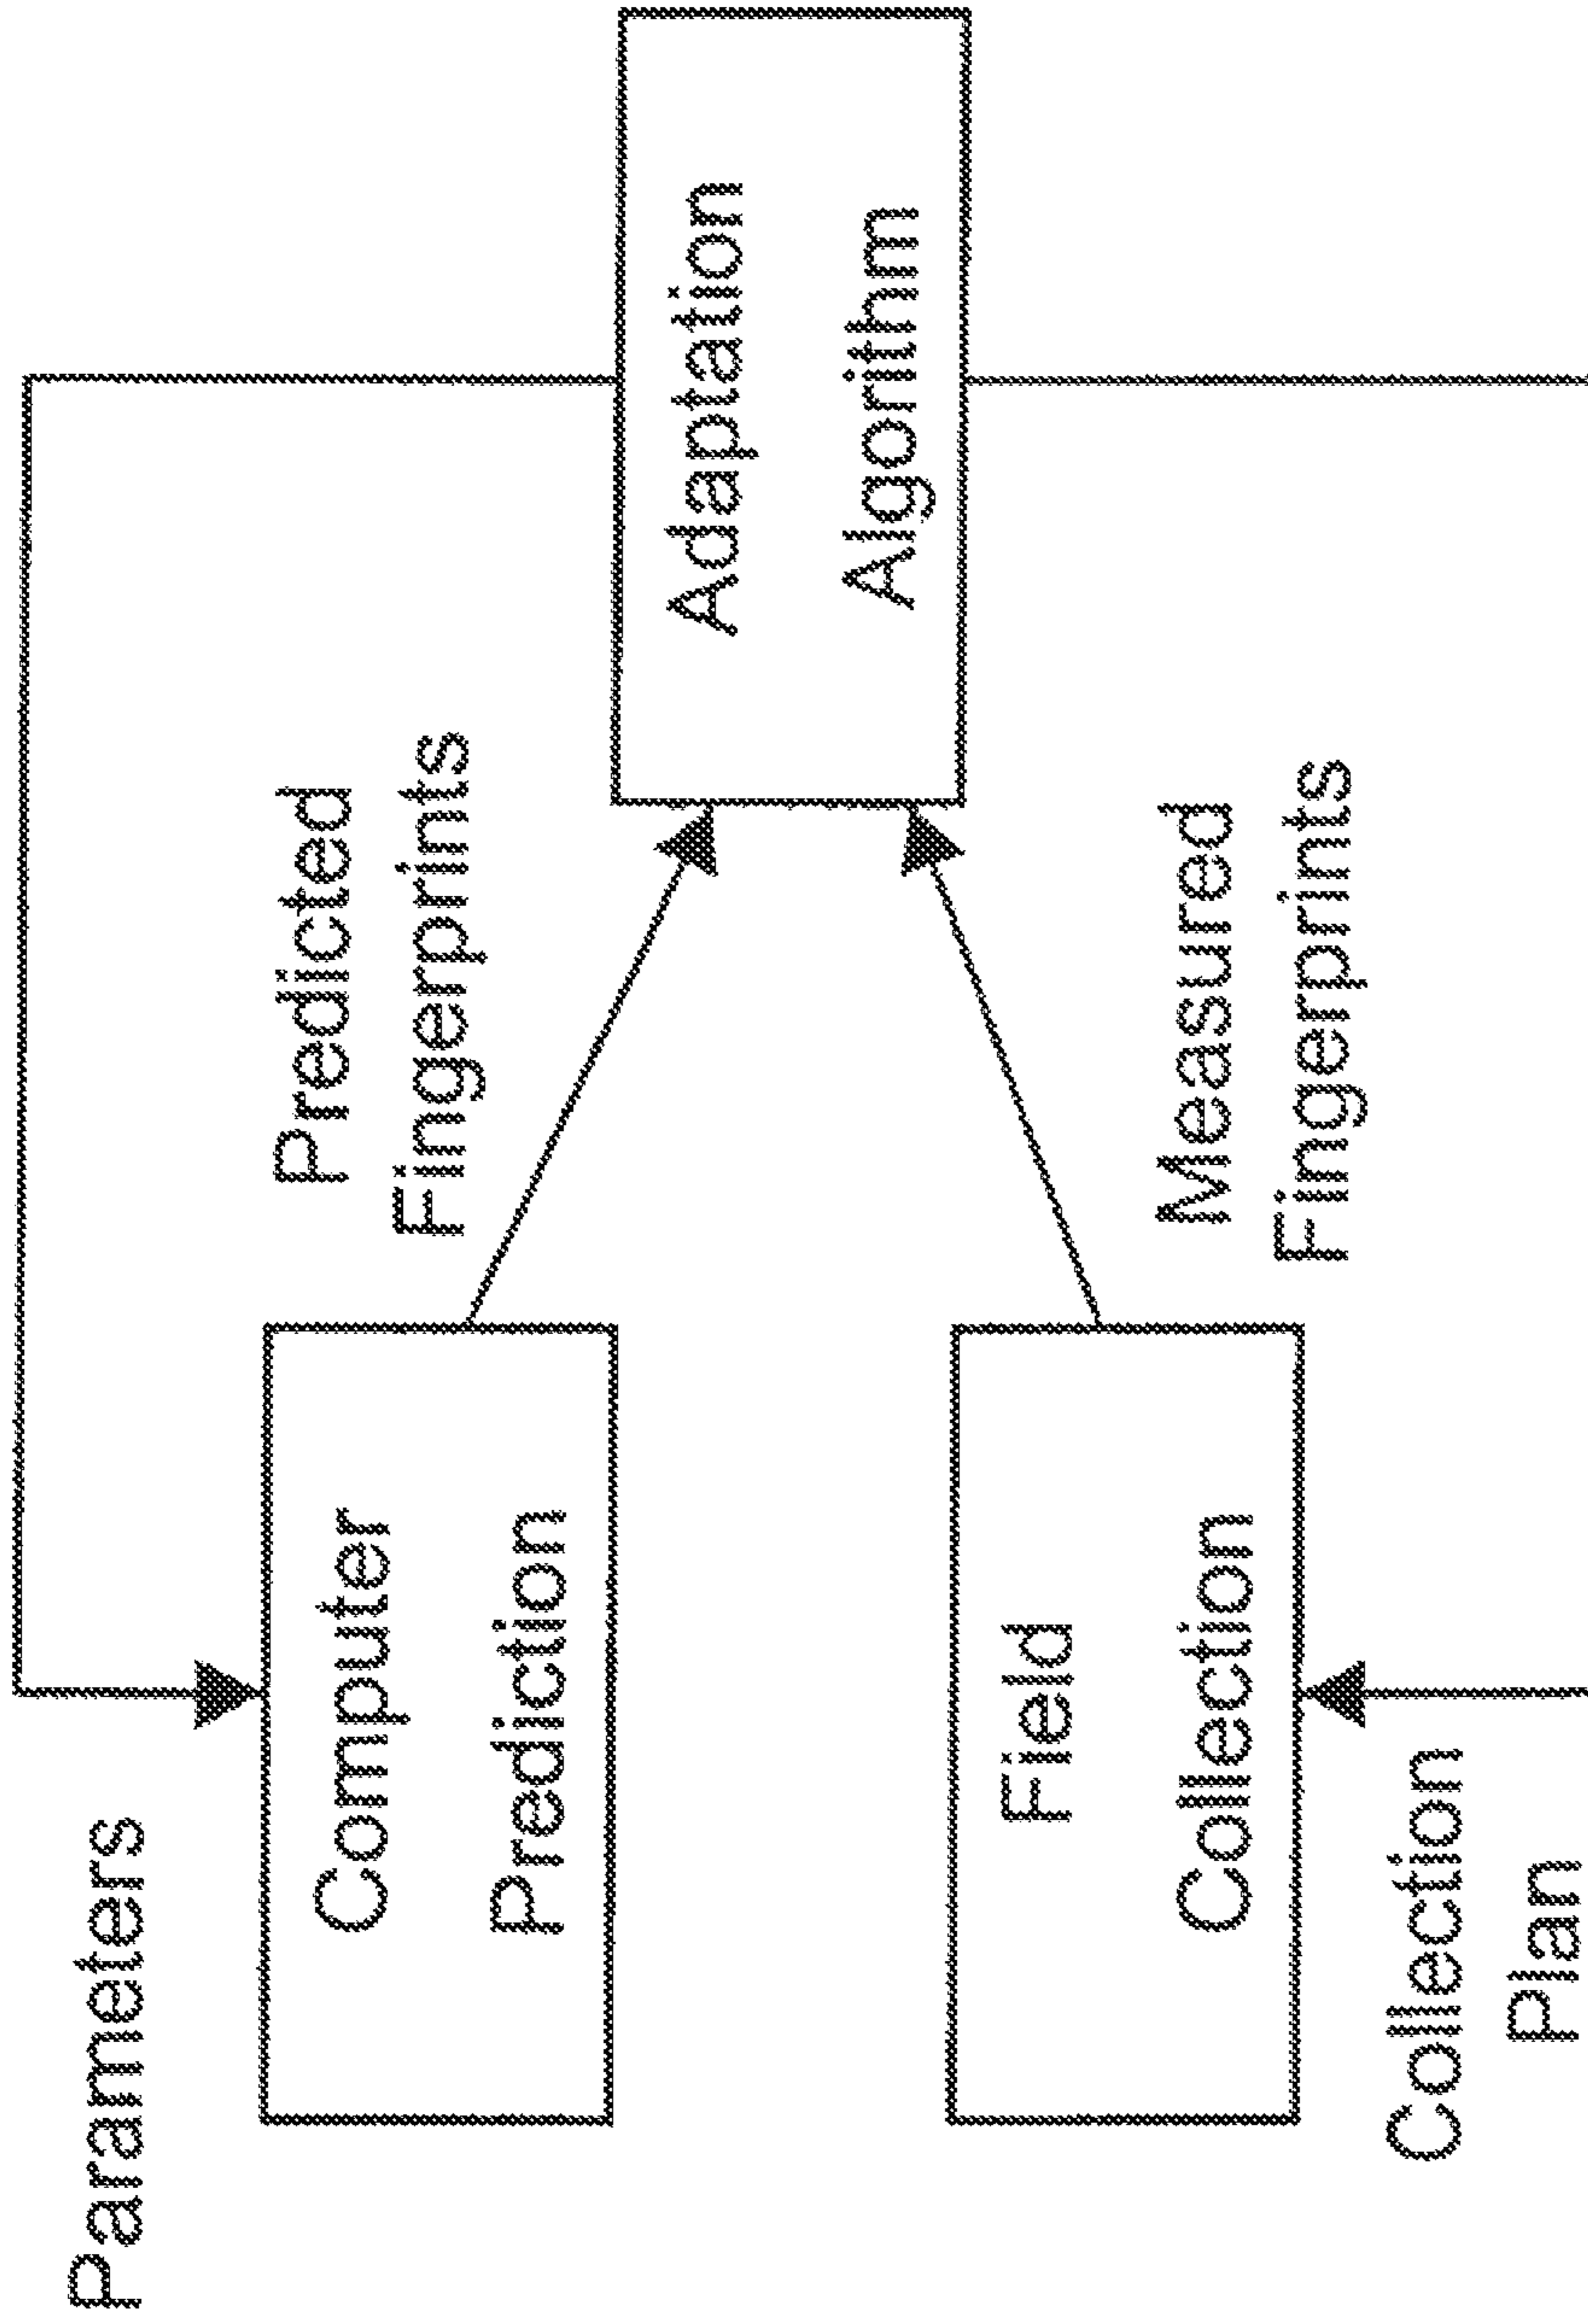 Parameters
Computer
Prediction
Predicted
Fingerprints
Adaptation
Algorithm
Field
Collection
Measured
Fingerprints
Collection
Plan